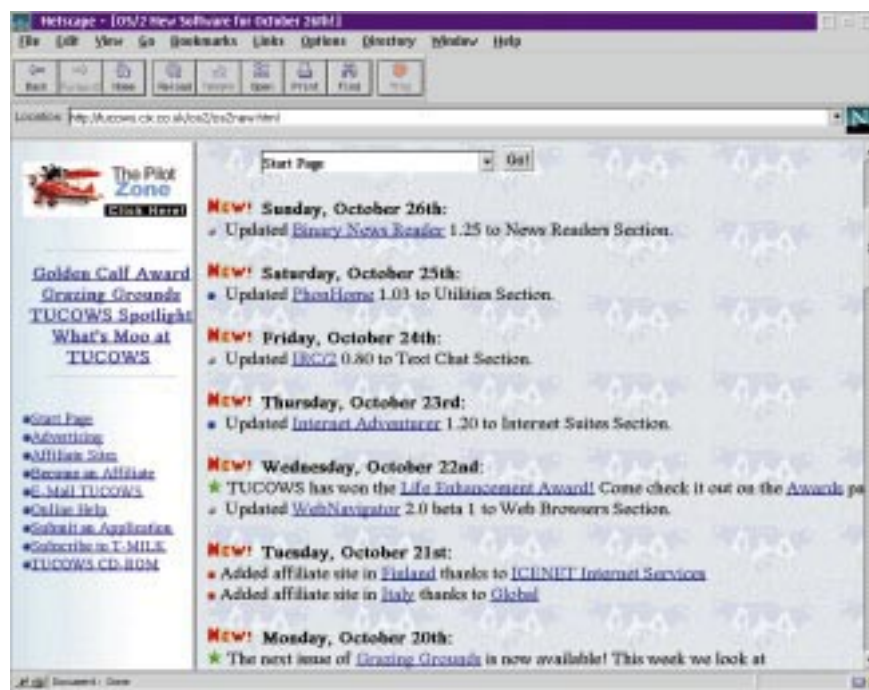 Netscape - [OS/2 New Software for October 26th!]
File Edit View Go Bookmarks Links Options Directory Window Help
Back Forward Home Reload Images Open Print Find Stop
Location: http://tucows.cix.co.uk/os2/os2new.html
The Pilot
Zone
Click Here!
Golden Calf Award
Grazing Grounds
TUCOWS Spotlight
What's Moo at
TUCOWS
Start Page
Advertising
Affiliate Sites
Become an Affiliate
E-Mail TUCOWS
Online Help
Submit an Application
Subscribe to T-MILK
TUCOWS CD-ROM
Start Page Go!
New! Sunday, October 26th:
Updated Binary News Reader 1.25 to News Readers Section.
New! Saturday, October 25th:
Updated PhonHome 1.03 to Utilities Section.
New! Friday, October 24th:
Updated IRC/2 0.80 to Text Chat Section.
New! Thursday, October 23rd:
Updated Internet Adventurer 1.20 to Internet Suites Section.
New! Wednesday, October 22nd:
TUCOWS has won the Life Enhancement Award! Come check it out on the Awards pa
Updated WebNavigator 2.0 beta 1 to Web Browsers Section.
New! Tuesday, October 21st:
Added affiliate site in Finland thanks to ICENET Internet Services
Added affiliate site in Italy thanks to Global
New! Monday, October 20th:
The next issue of Grazing Grounds is now available! This week we look at
Document: Done